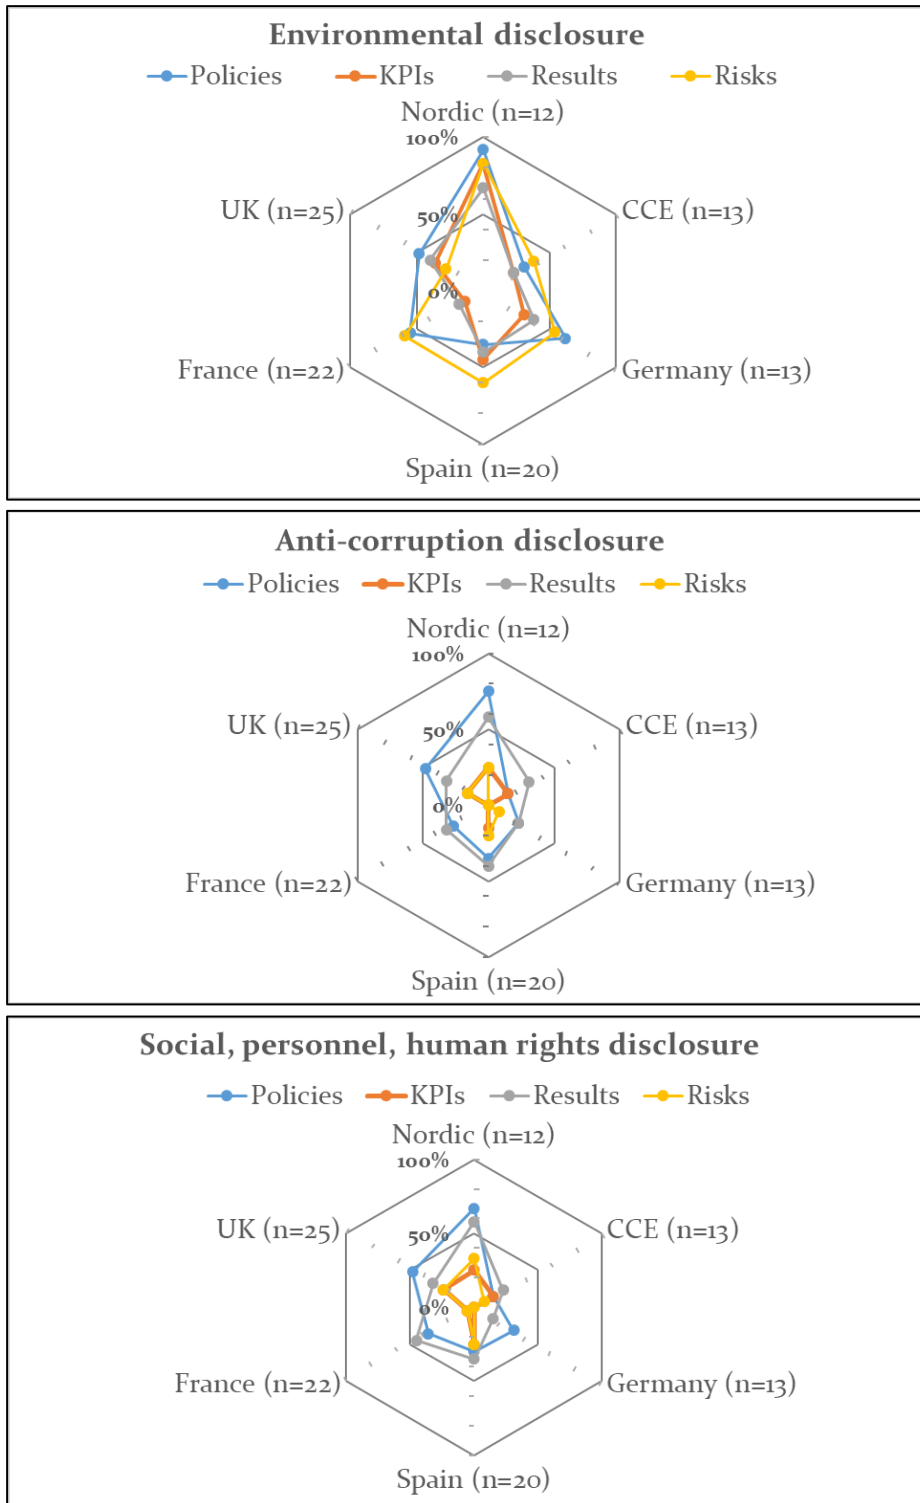 Environmental disclosure
Policies KPIs Results Risks
Nordic (n=12)
100%
UK (n=25) 50% CCE (n=13)
0%
France (n=22) Germany (n=13)
Spain (n=20)
Anti-corruption disclosure
Policies KPIs Results Risks
Nordic (n=12)
100%
UK (n=25) 50% CCE (n=13)
0%
France (n=22) Germany (n=13)
Spain (n=20)
Social, personnel, human rights disclosure
Policies KPIs Results Risks
Nordic (n=12)
100%
UK (n=25) 50% CCE (n=13)
0%
France (n=22) Germany (n=13)
Spain (n=20)